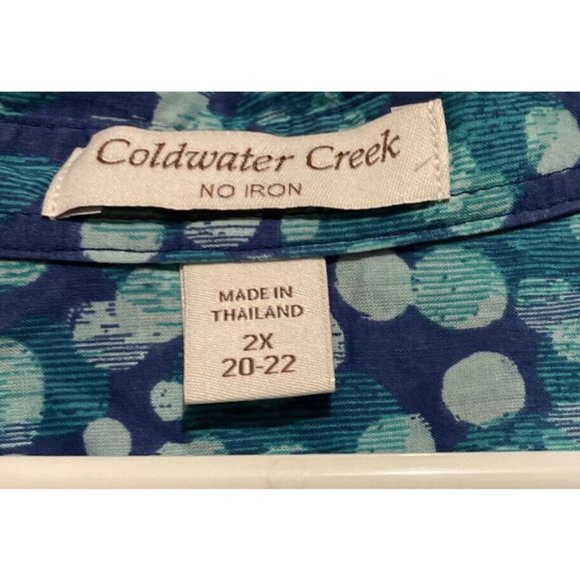 Coldwater Creek
NO IRON
MADE IN
THAILAND
2X
20-22